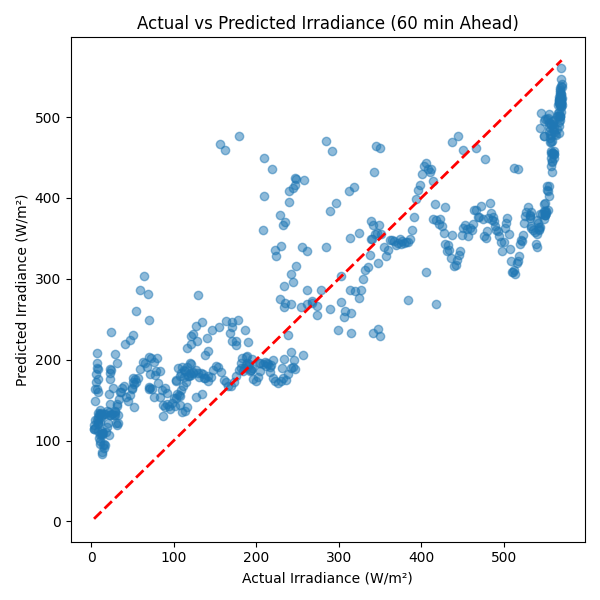 Actual vs Predicted Irradiance (60 min Ahead)
Predicted Irradiance (W/m²)
500
400
300
200
100
0
0 100 200 300 400 500
Actual Irradiance (W/m²)